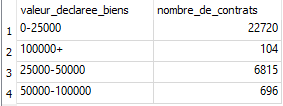 valeur_declaree_biens nombre_de_contrats
1 0-25000 22720
2 100000+ 104
3 25000-50000 6815
4 50000-100000 696